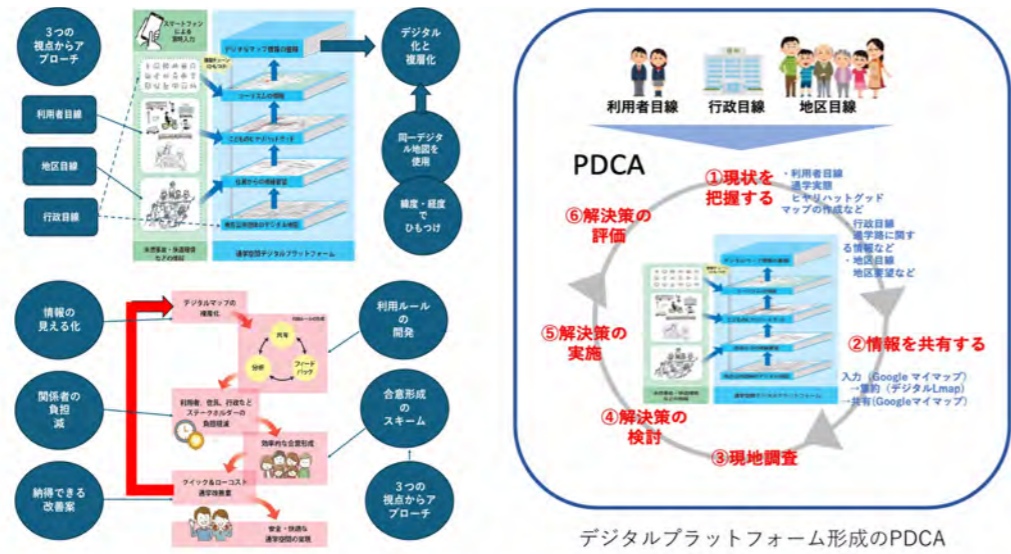 3つの
視点からア
プローチ
利用者目線
地区目線
行政目線
スマートフォン
による
デジタルマップ情報の蓄積
通学空間デジタルプラットフォーム
デジタル
化と
複層化
同一デジ
タル地図を
使用
緯度・経度で
ひもつけ
情報の
見える化
関係者の
負担
減
納得できる
改善案
デジタルマップの
複層化
共有
分析
フィード
バック
利用者、住民、行政など
ステークホルダーの
負担軽減
効率的な合意形成
クイック&ローコスト
通学改善案
安全・快適な
通学空間の実現
利用ルール
の
開発
合意形成
の
スキーム
3つの
視点からア
プローチ
利用者目線
行政目線
地区目線
PDCA
①現状を
把握する
・利用者目線
通学実態
ヒヤリハットグッド
マップの作成など
行政目線
通学路に関す
る情報など
・地区目線
地区要望など
②情報を共有する
入力（Google マイマップ）
→集約（デジタルLmap）
→共有(Googleマイマップ)
③現地調査
④解決策の
検討
⑤解決策の
実施
⑥解決策の
評価
通学空間デジタルプラットフォーム
デジタルプラットフォーム形成のPDCA